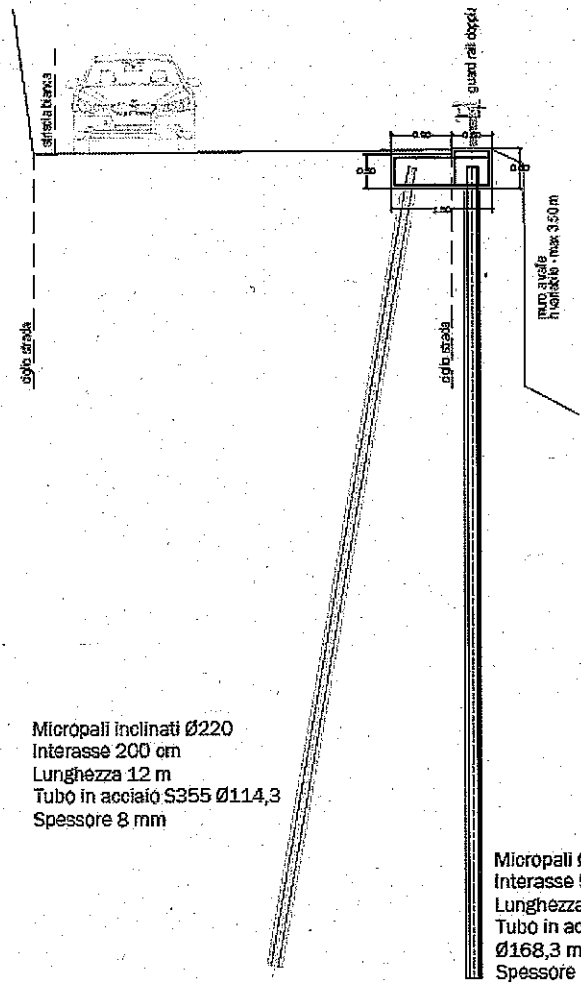 striscia bianca
guard rail doppia
ciglio strada
ciglio strada
muro a valle
h variabile - max 3.50 m
Micropali inclinati Ø220
Interasse 200 cm
Lunghezza 12 m
Tubo in acciaio S355 Ø114,3
Spessore 8 mm
Micropali
Interasse
Lunghezza
Tubo in
Ø168,3
Spessore